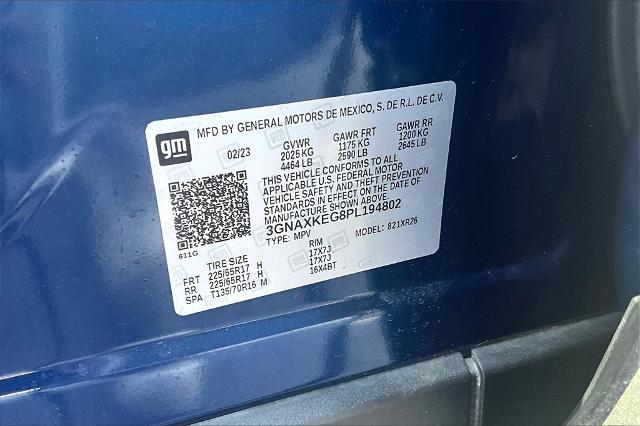 gm
MFD BY GENERAL MOTORS DE MEXICO, S. DE R.L. DE C.V.
02/23 GVWR GAWR FRT GAWR RR
2025 KG 1175 KG 1200 KG
4464 LB 2590 LB 2645 LB
THIS VEHICLE CONFORMS TO ALL
APPLICABLE U.S. FEDERAL MOTOR
VEHICLE SAFETY AND THEFT PREVENTION
STANDARDS IN EFFECT ON THE DATE OF
MANUFACTURE SHOWN ABOVE.
3GNAXKEG8PL194802
TYPE: MPV MODEL: 821XR26
611G
TIRE SIZE RIM
FRT 225/65R17 H 17X7J
RR 225/65R17 H 17X7J
SPA T135/70R16 M 16X4BT